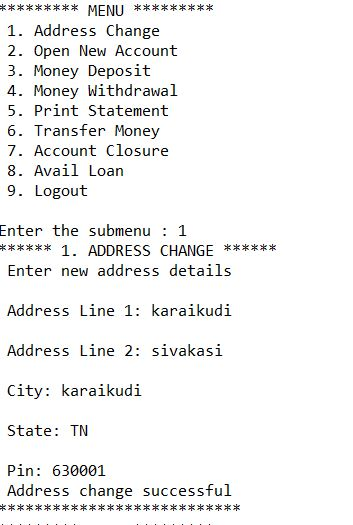 ********* MENU *********
1. Address Change
2. Open New Account
3. Money Deposit
4. Money Withdrawal
5. Print Statement
6. Transfer Money
7. Account Closure
8. Avail Loan
9. Logout
Enter the submenu : 1
****** 1. ADDRESS CHANGE ******
Enter new address details
Address Line 1: karaikudi
Address Line 2: sivakasi
City: karaikudi
State: TN
Pin: 630001
Address change successful
***************************